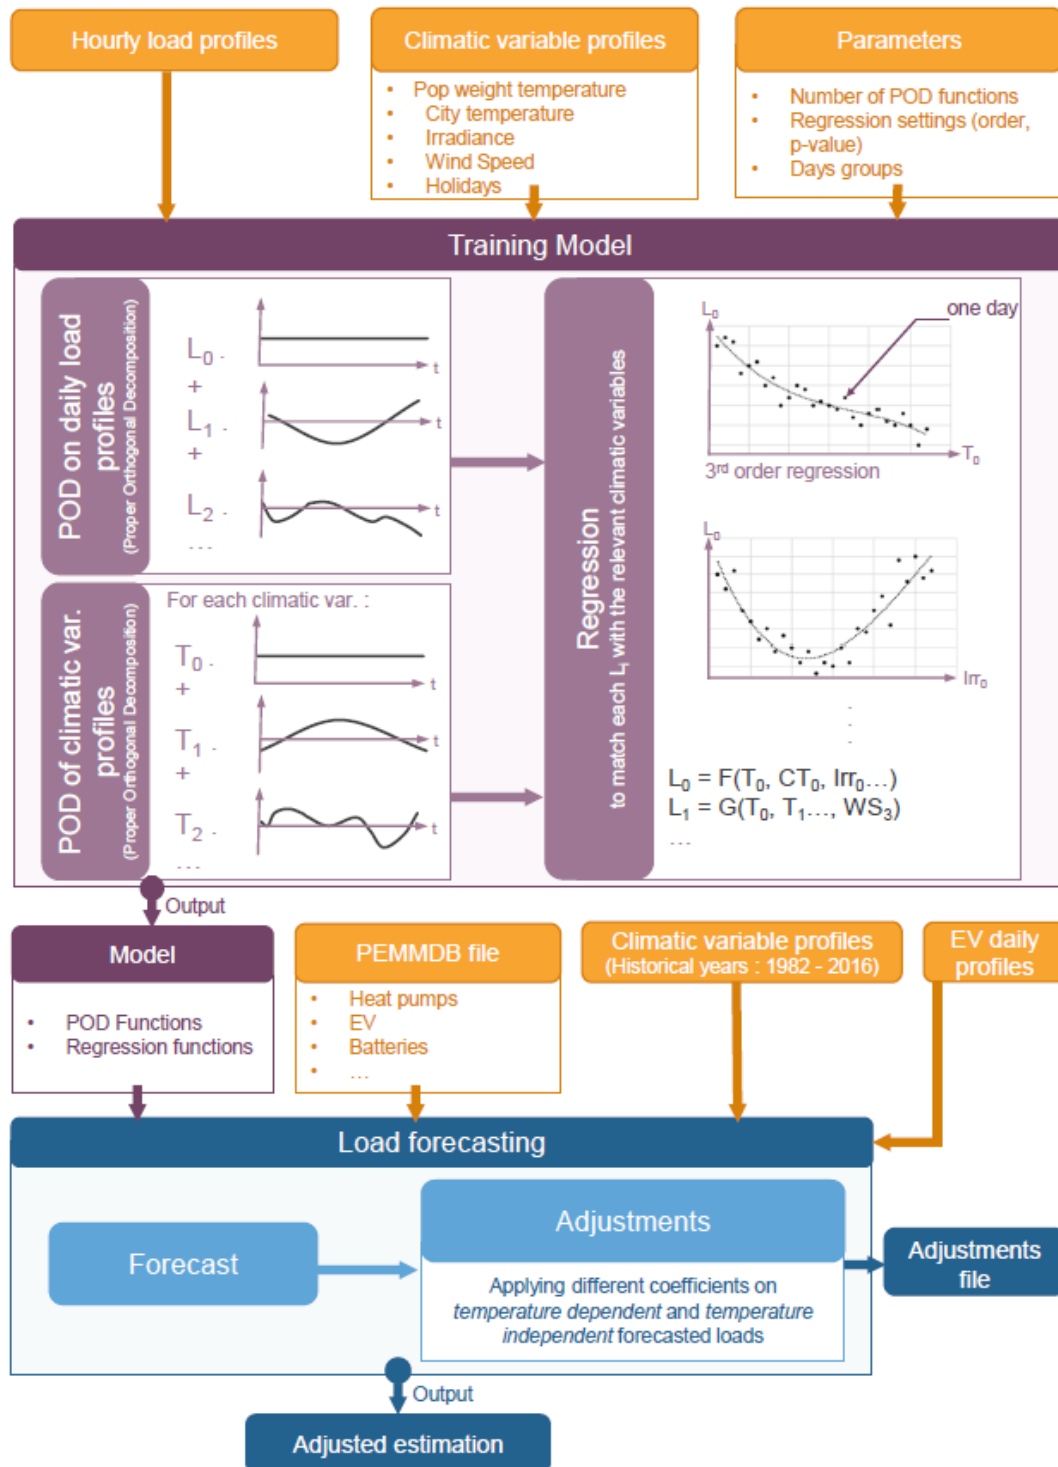 Hourly load profiles
Climatic variable profiles
• Pop weight temperature
• City temperature
• Irradiance
• Wind Speed
• Holidays
Parameters
• Number of POD functions
• Regression settings (order,
p-value)
• Days groups
Training Model
POD on daily load
profiles
(Proper Orthogonal Decomposition)
L0 ·
+
L1 ·
+
L2 ·
...
t
t
t
POD of climatic var.
profiles
(Proper Orthogonal Decomposition)
For each climatic var. :
T0 ·
+
T1 ·
+
T2 ·
...
t
t
t
Regression
to match each Li with the relevant climatic variables
L0
one day
T0
3rd order regression
L0
Irr0
L0 = F(T0, CT0, Irr0...)
L1 = G(T0, T1..., WS3)
...
Output
Model
• POD Functions
• Regression functions
PEMMDB file
• Heat pumps
• EV
• Batteries
• ...
Climatic variable profiles
(Historical years : 1982 - 2016)
EV daily
profiles
Load forecasting
Forecast
Adjustments
Applying different coefficients on
temperature dependent and temperature
independent forecasted loads
Adjustments
file
Output
Adjusted estimation